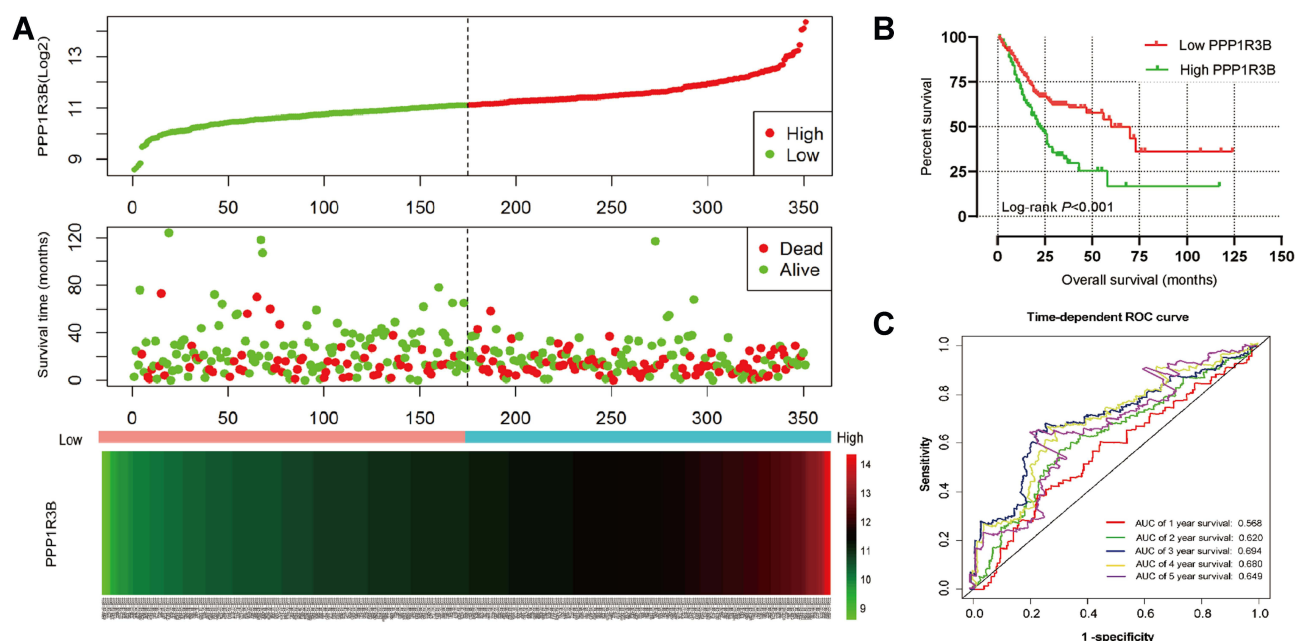 A
PPP1R3B(Log2)
13
11
9
High
Low
0 50 100 150 200 250 300 350
Survival time (months)
120
80
40
0
Dead
Alive
0 50 100 150 200 250 300 350
Low
High
PPP1R3B
14
13
12
11
10
9
B
Percent survival
100
75
50
25
0
Low PPP1R3B
High PPP1R3B
Log-rank P<0.001
0 25 50 75 100 125 150
Overall survival (months)
C
Time-dependent ROC curve
Sensitivity
1.0
0.8
0.6
0.4
0.2
0.0
AUC of 1 year survival: 0.568
AUC of 2 year survival: 0.620
AUC of 3 year survival: 0.694
AUC of 4 year survival: 0.680
AUC of 5 year survival: 0.649
0.0 0.2 0.4 0.6 0.8 1.0
1-specificity